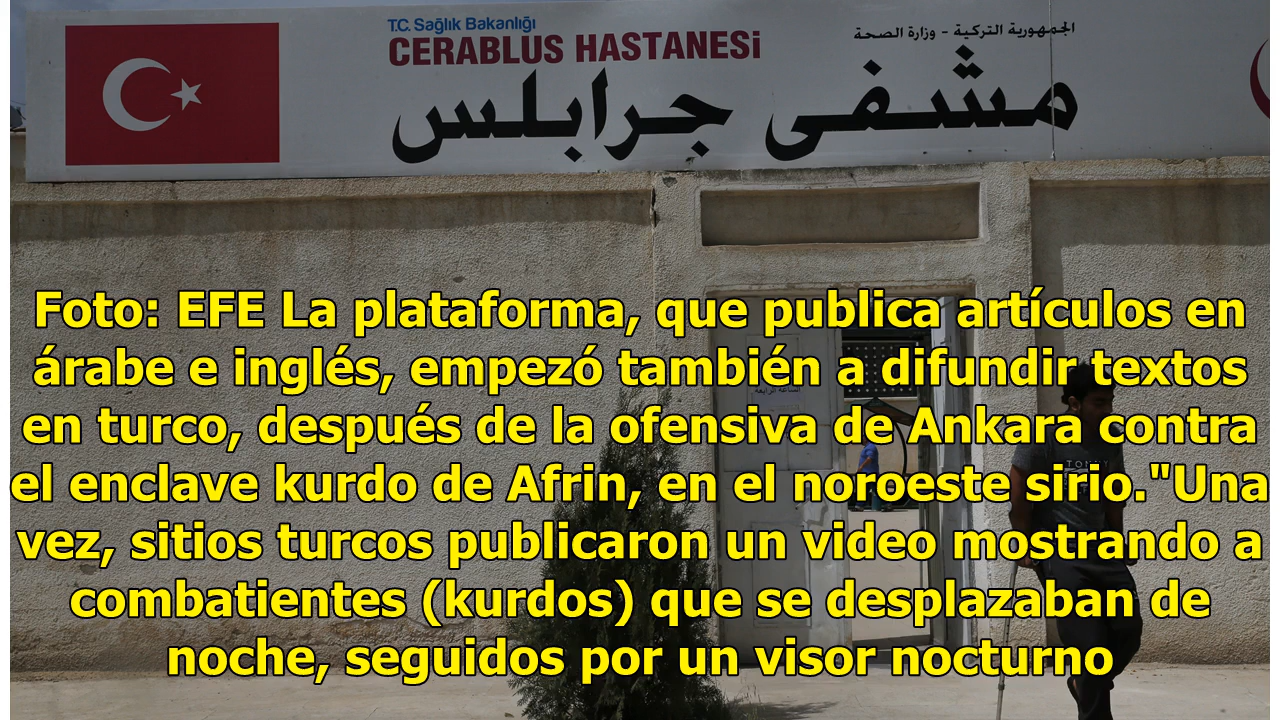 T.C. Sağlık Bakanlığı
الجمهورية التركية - وزارة الصحة
CERABLUS HASTANESi
مشفى جرابلس
Foto: EFE La plataforma, que publica artículos en
árabe e inglés, empezó también a difundir textos
en turco, después de la ofensiva de Ankara contra
el enclave kurdo de Afrin, en el noroeste sirio."Una
vez, sitios turcos publicaron un video mostrando a
combatientes (kurdos) que se desplazaban de
noche, seguidos por un visor nocturno